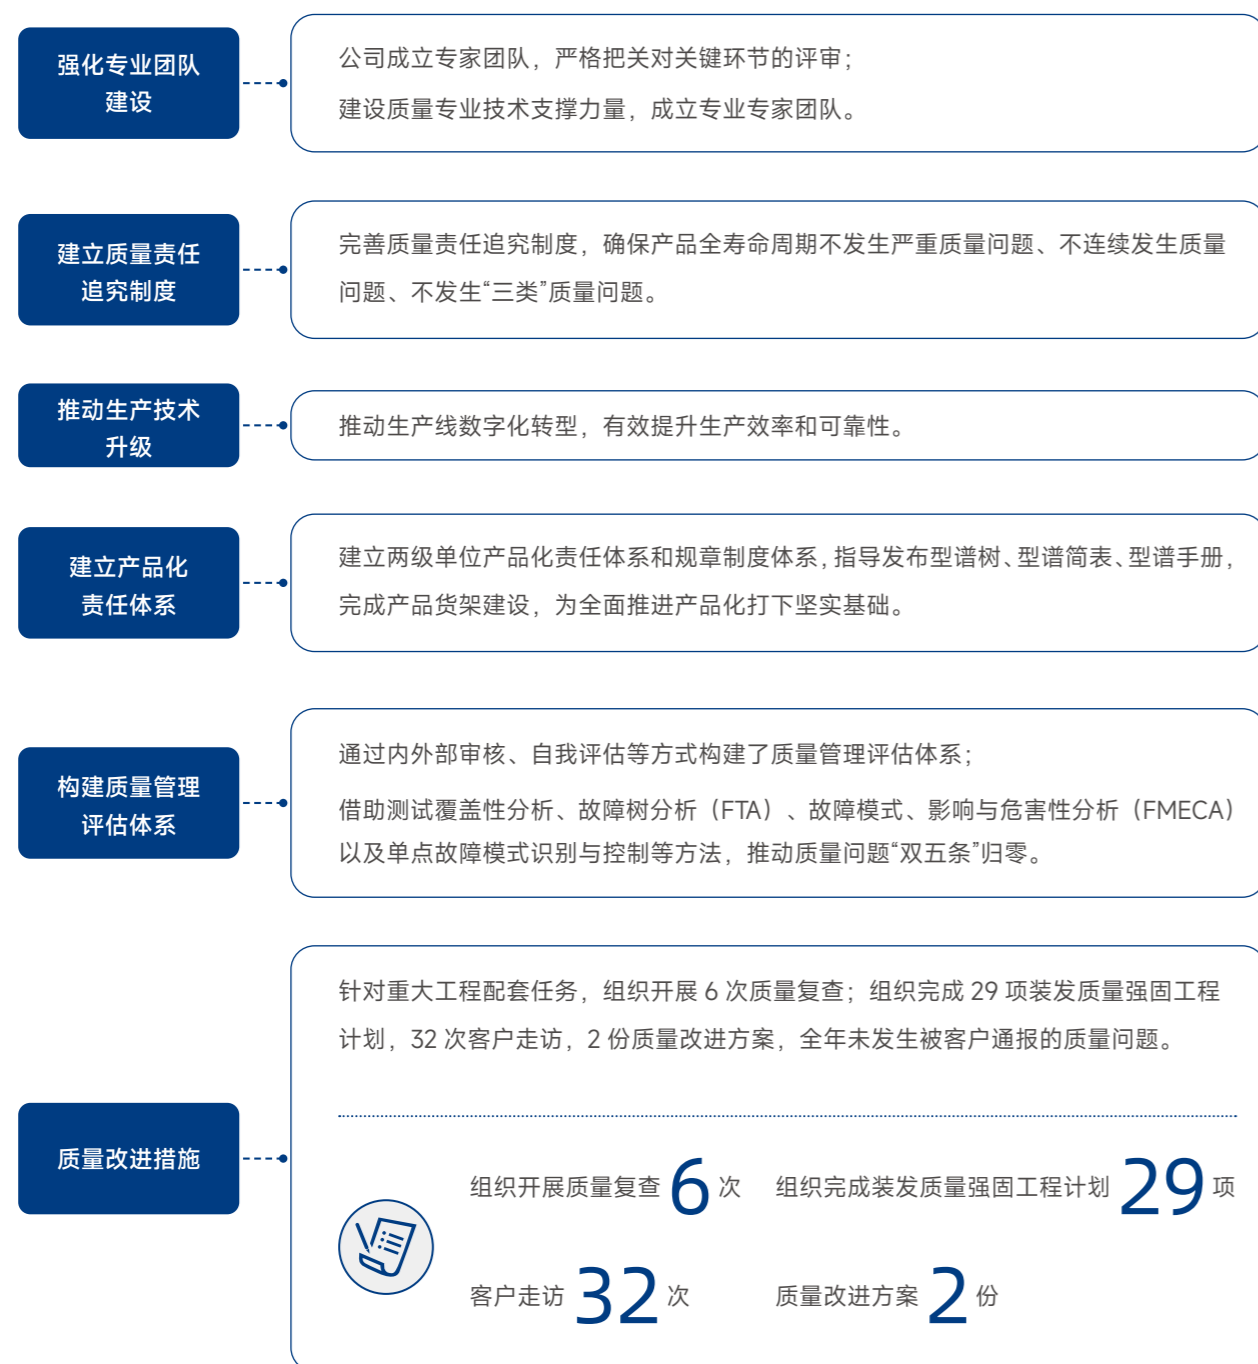 强化专业团队
建设
公司成立专家团队，严格把关对关键环节的评审；
建设质量专业技术支撑力量，成立专业专家团队。
建立质量责任
追究制度
完善质量责任追究制度，确保产品全寿命周期不发生严重质量问题、不连续发生质量
问题、不发生“三类”质量问题。
推动生产技术
升级
推动生产线数字化转型，有效提升生产效率和可靠性。
建立产品化
责任体系
建立两级单位产品化责任体系和规章制度体系，指导发布型谱树、型谱简表、型谱手册，
完成产品货架建设，为全面推进产品化打下坚实基础。
构建质量管理
评估体系
通过内外部审核、自我评估等方式构建了质量管理评估体系；
借助测试覆盖性分析、故障树分析（FTA）、故障模式、影响与危害性分析（FMECA）
以及单点故障模式识别与控制等方法，推动质量问题“双五条”归零。
质量改进措施
针对重大工程配套任务，组织开展 6 次质量复查；组织完成 29 项装发质量强固工程
计划，32 次客户走访，2 份质量改进方案，全年未发生被客户通报的质量问题。
组织开展质量复查 6 次 组织完成装发质量强固工程计划 29 项
客户走访 32 次 质量改进方案 2 份